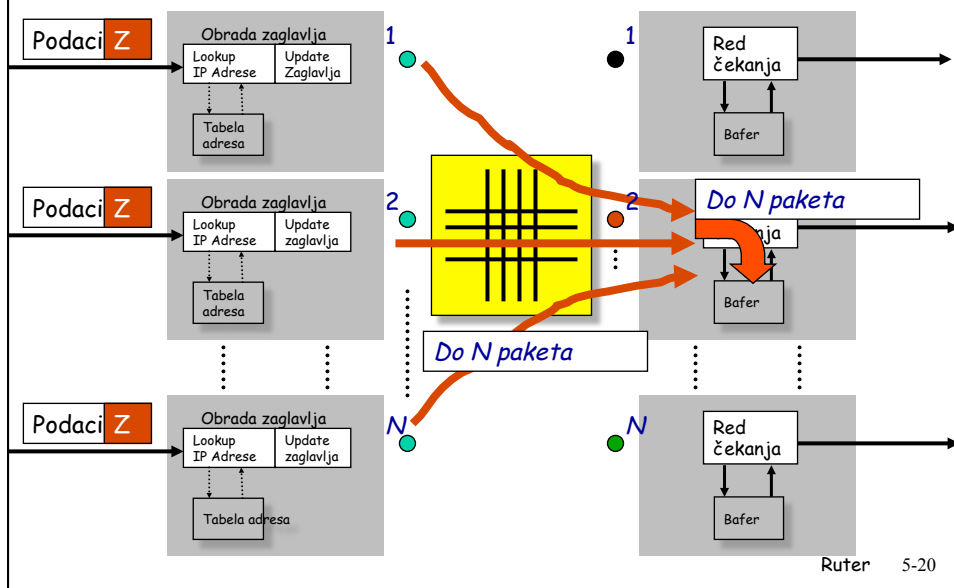 Podaci Z
Obrada zaglavlja
Lookup
IP Adrese
Update
Zaglavlja
Tabela
adresa
1
1
Red
čekanja
Bafer
Podaci Z
Obrada zaglavlja
Lookup
IP Adrese
Update
zaglavlja
Tabela
adresa
2
2
Do N paketa
Bafer
Do N paketa
Podaci Z
Obrada zaglavlja
Lookup
IP Adrese
Update
zaglavlja
Tabela adresa
N
N
Red
čekanja
Bafer
Ruter 5-20